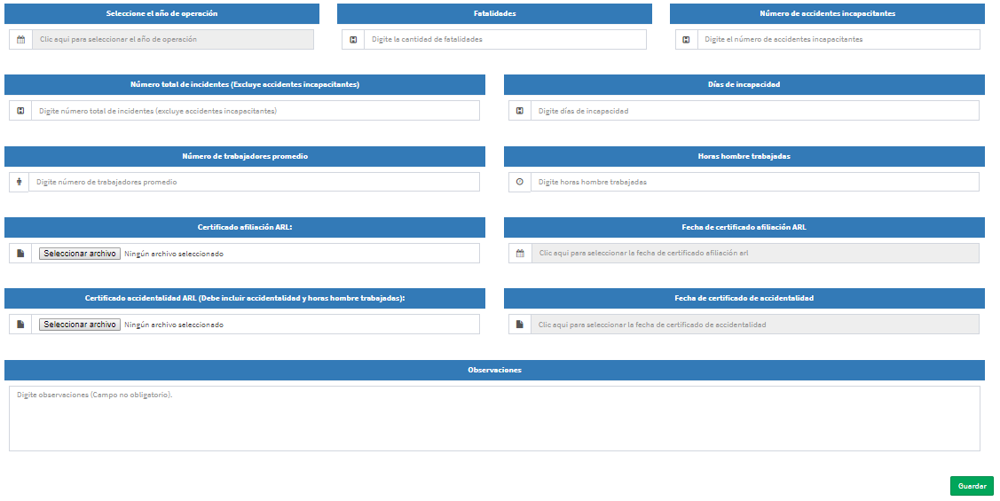 Seleccione el año de operación
Fatalidades
Número de accidentes incapacitantes
Clic aqui para seleccionar el año de operación
Digite la cantidad de fatalidades
Digite el número de accidentes incapacitantes
Número total de incidentes (Excluye accidentes incapacitantes)
Días de incapacidad
Digite número total de incidentes (excluye accidentes incapacitantes)
Digite días de incapacidad
Número de trabajadores promedio
Horas hombre trabajadas
Digite número de trabajadores promedio
Digite horas hombre trabajadas
Certificado afiliación ARL:
Fecha de certificado afiliación ARL
Seleccionar archivo Ningún archivo seleccionado
Clic aqui para seleccionar la fecha de certificado afiliación arl
Certificado accidentalidad ARL (Debe incluir accidentalidad y horas hombre trabajadas):
Fecha de certificado de accidentalidad
Seleccionar archivo Ningún archivo seleccionado
Clic aqui para seleccionar la fecha de certificado de accidentalidad
Observaciones
Digite observaciones (Campo no obligatorio).
Guardar